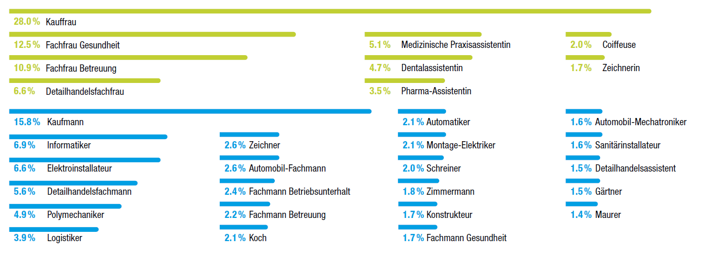 28.0% Kauffrau
12.5% Fachfrau Gesundheit
10.9% Fachfrau Betreuung
6.6% Detailhandelsfachfrau
5.1% Medizinische Praxisassistentin
4.7% Dentalassistentin
3.5% Pharma-Assistentin
2.0% Coiffeuse
1.7% Zeichnerin
15.8% Kaufmann
6.9% Informatiker
6.6% Elektroinstallateur
5.6% Detailhandelsfachmann
4.9% Polymechaniker
3.9% Logistiker
2.6% Zeichner
2.6% Automobil-Fachmann
2.4% Fachmann Betriebsunterhalt
2.2% Fachmann Betreuung
2.1% Koch
2.1% Automatiker
2.1% Montage-Elektriker
2.0% Schreiner
1.8% Zimmermann
1.7% Konstrukteur
1.7% Fachmann Gesundheit
1.6% Automobil-Mechatroniker
1.6% Sanitärinstallateur
1.5% Detailhandelsassistent
1.5% Gärtner
1.4% Maurer